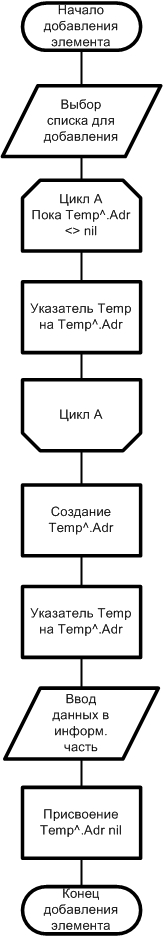 Начало
добавления
элемента
Выбор
списка для
добавления
Цикл А
Пока Temp^.Adr
<> nil
Указатель Temp
на Temp^.Adr
Цикл А
Создание
Temp^.Adr
Указатель Temp
на Temp^.Adr
Ввод
данных в
информ.
часть
Присвоение
Temp^.Adr nil
Конец
добавления
элемента